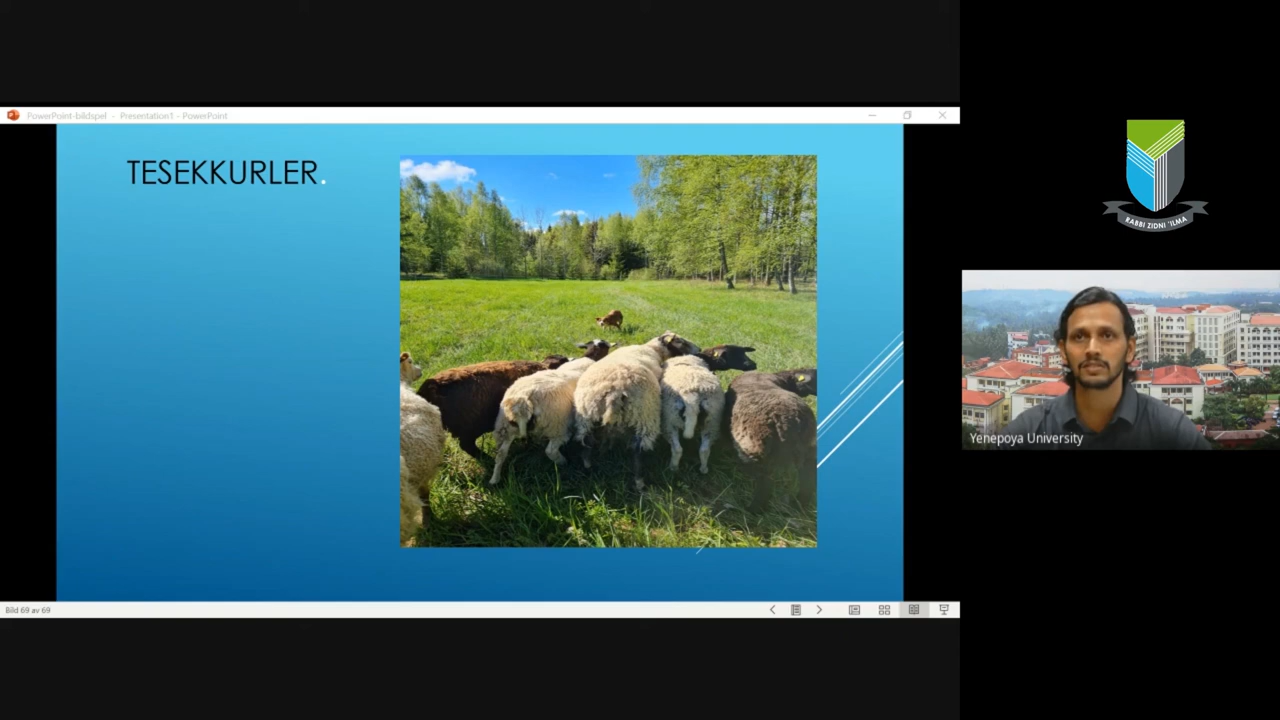 PowerPoint-bildspel - Presentation1 - PowerPoint
TESEKKURLER.
RABBI ZIDNI 'ILMA
Yenepoya University
Bild 69 av 69